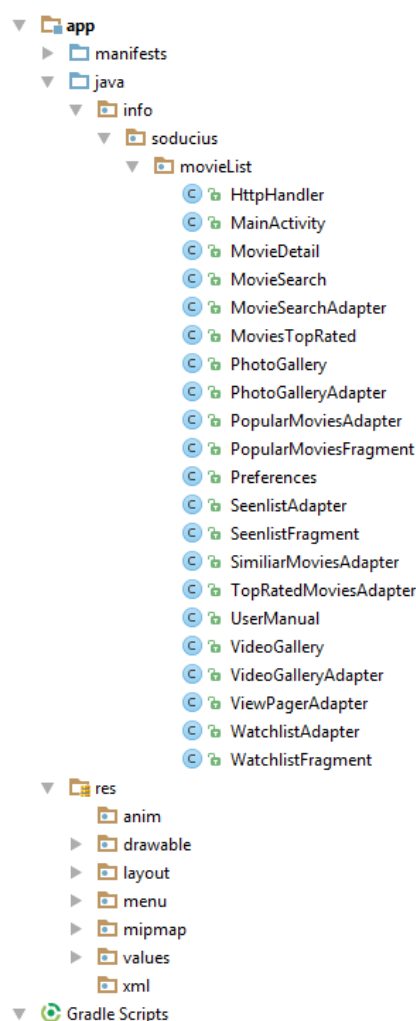 app
manifests
java
info
soducius
movieList
HttpHandler
MainActivity
MovieDetail
MovieSearch
MovieSearchAdapter
MoviesTopRated
PhotoGallery
PhotoGalleryAdapter
PopularMoviesAdapter
PopularMoviesFragment
Preferences
SeenlistAdapter
SeenlistFragment
SimiliarMoviesAdapter
TopRatedMoviesAdapter
UserManual
VideoGallery
VideoGalleryAdapter
ViewPagerAdapter
WatchlistAdapter
WatchlistFragment
res
anim
drawable
layout
menu
mipmap
values
xml
Gradle Scripts